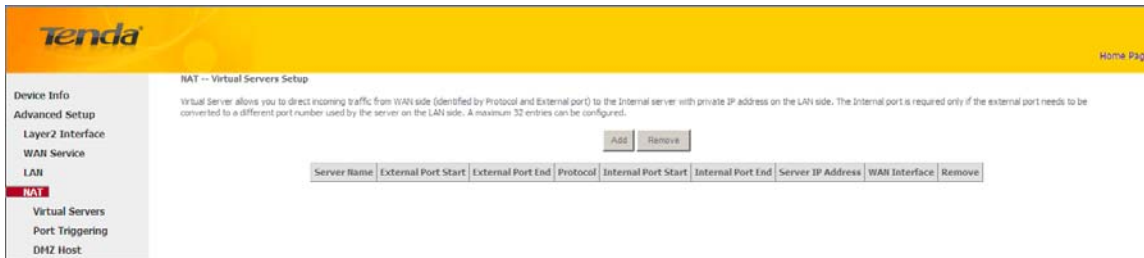 Tenda
Home Pag
Device Info
Advanced Setup
Layer2 Interface
WAN Service
LAN
NAT
Virtual Servers
Port Triggering
DMZ Host
NAT -- Virtual Servers Setup
Virtual Server allows you to direct incoming traffic from WAN side (identified by Protocol and External port) to the Internal server with private IP address on the LAN side. The Internal port is required only if the external port needs to be
converted to a different port number used by the server on the LAN side. A maximum 32 entries can be configured.
Add Remove
Server Name External Port Start External Port End Protocol Internal Port Start Internal Port End Server IP Address WAN Interface Remove